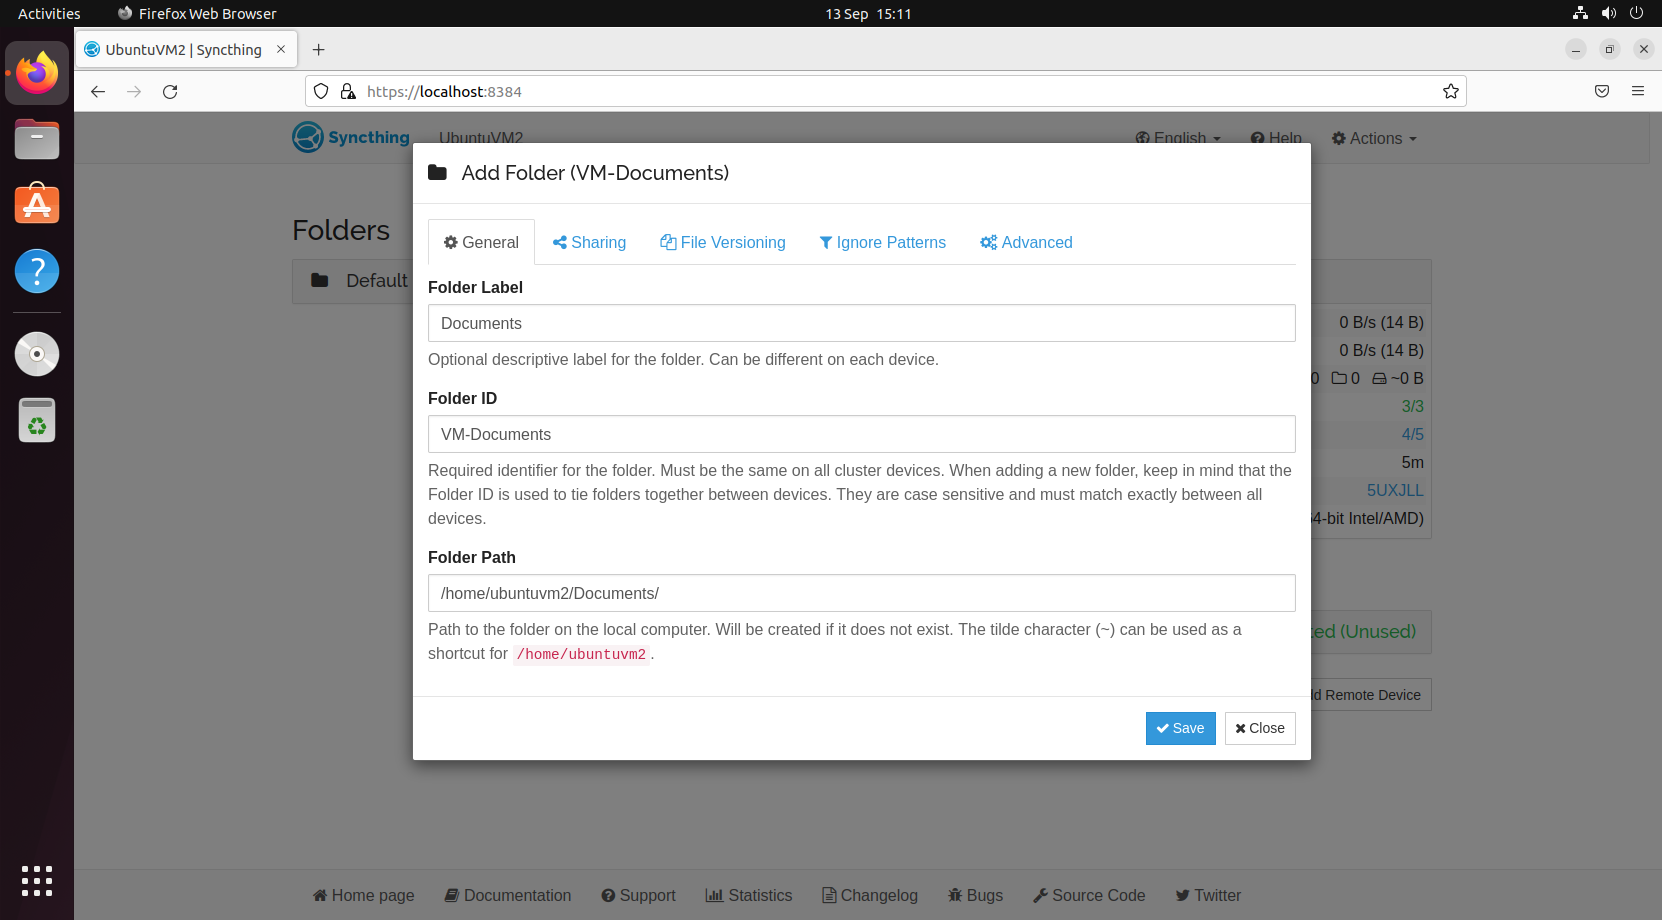 Activities
Firefox Web Browser
13 Sep 15:11
UbuntuVM2 | Syncthing
https://localhost:8384
Syncthing
UbuntuVM2
English
Help
Actions
Add Folder (VM-Documents)
General
Sharing
File Versioning
Ignore Patterns
Advanced
Folders
Default
Folder Label
Documents
Optional descriptive label for the folder. Can be different on each device.
Folder ID
VM-Documents
Required identifier for the folder. Must be the same on all cluster devices. When adding a new folder, keep in mind that the
Folder ID is used to tie folders together between devices. They are case sensitive and must match exactly between all
devices.
Folder Path
/home/ubuntuvm2/Documents/
Path to the folder on the local computer. Will be created if it does not exist. The tilde character (~) can be used as a
shortcut for /home/ubuntuvm2.
Save
Close
0 B/s (14 B)
0 B/s (14 B)
0 0 ~0 B
3/3
4/5
5m
5UXJLL
64-bit Intel/AMD)
ed (Unused)
d Remote Device
Home page
Documentation
Support
Statistics
Changelog
Bugs
Source Code
Twitter